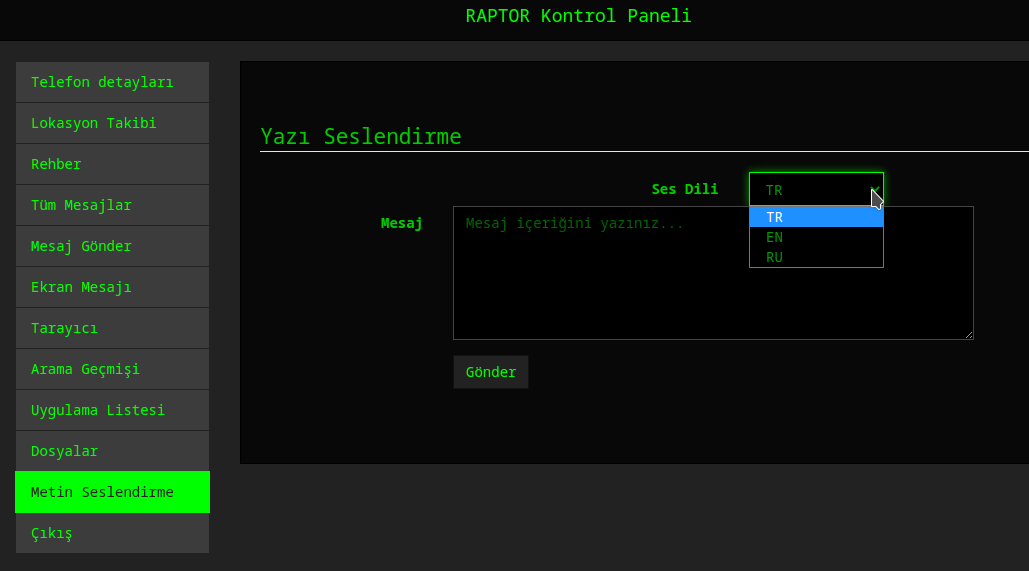 RAPTOR Kontrol Paneli
Telefon detayları
Lokasyon Takibi
Rehber
Tüm Mesajlar
Mesaj Gönder
Ekran Mesajı
Tarayıcı
Arama Geçmişi
Uygulama Listesi
Dosyalar
Metin Seslendirme
Çıkış
Yazı Seslendirme
Ses Dili
TR
TR
EN
RU
Mesaj
Mesaj içeriğini yazınız...
Gönder